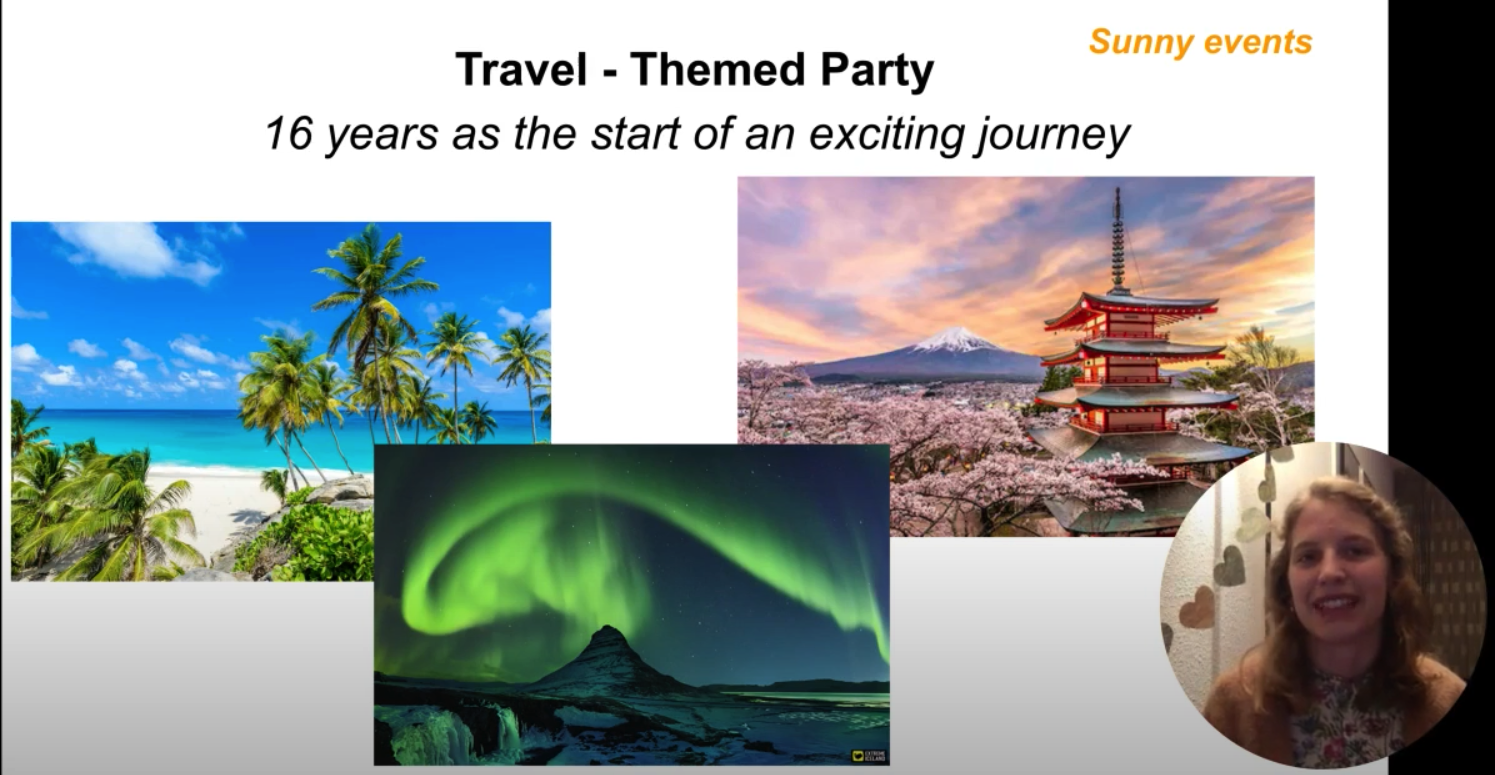 Sunny events
Travel - Themed Party
16 years as the start of an exciting journey
EXTREME
ICELAND